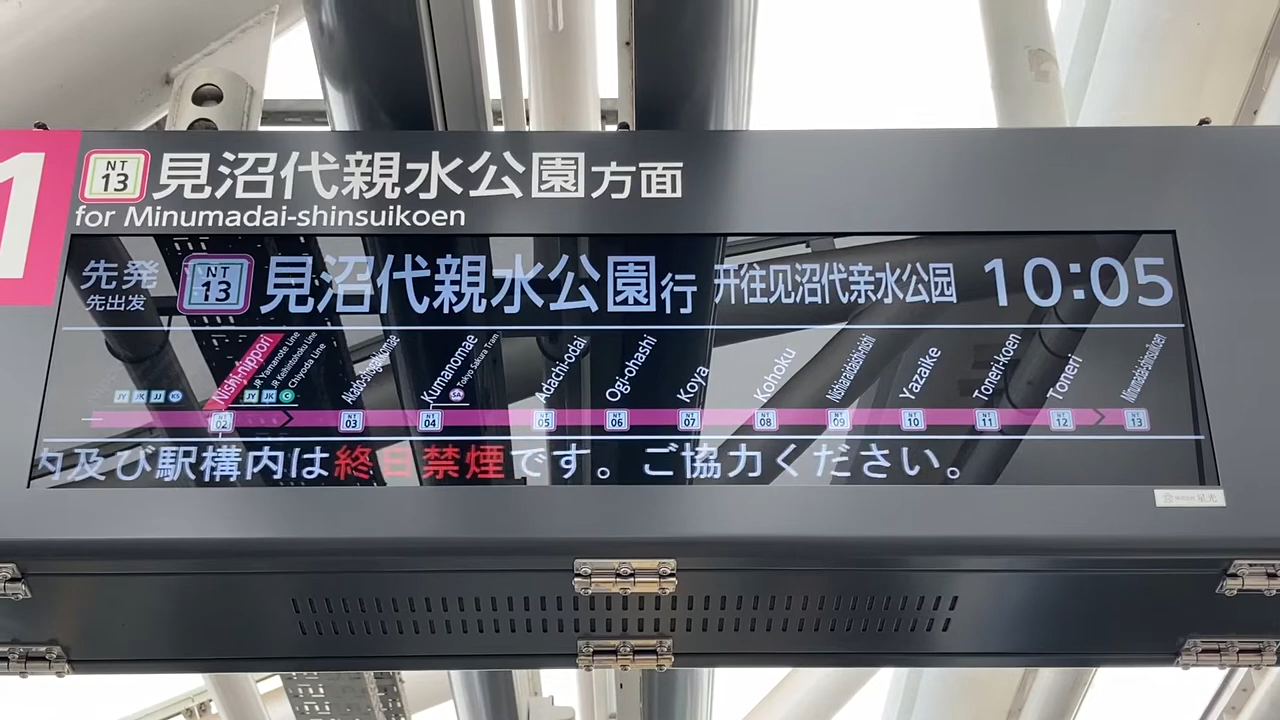 1
NT 13 見沼代親水公園方面
for Minumadai-shinsuikoen
先発 NT 13 見沼代親水公園行 开往见沼代亲水公园 10:05
先出发
Nishi-nippori JR Yamanote Line JR Keihintohoku Line Chiyoda Line Akado-shogakkomae Kumanomae Tokyo Sakura Tram Adachi-odai Ogi-ohashi Koya Kohoku Nishiaraidaishi-nishi Yazaike Toneri-koen Toneri Minumadai-shinsuikoen
JY JK JJ KS JY JK C SA
NT 02 NT 03 NT 04 NT 05 NT 06 NT 07 NT 08 NT 09 NT 10 NT 11 NT 12 NT 13
内及び駅構内は終日禁煙です。ご協力ください。
株式会社 星光